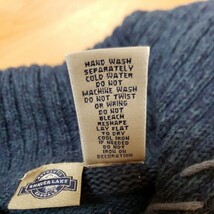 HAND WASH
SEPARATELY
COLD WATER
DO NOT
MACHINE WASH
DO NOT TWIST
OR WRING
DO NOT
BLEACH
RESHAPE
LAY FLAT
TO DRY
COOL IRON
IF NEEDED
DO NOT
IRON ON
DECORATION